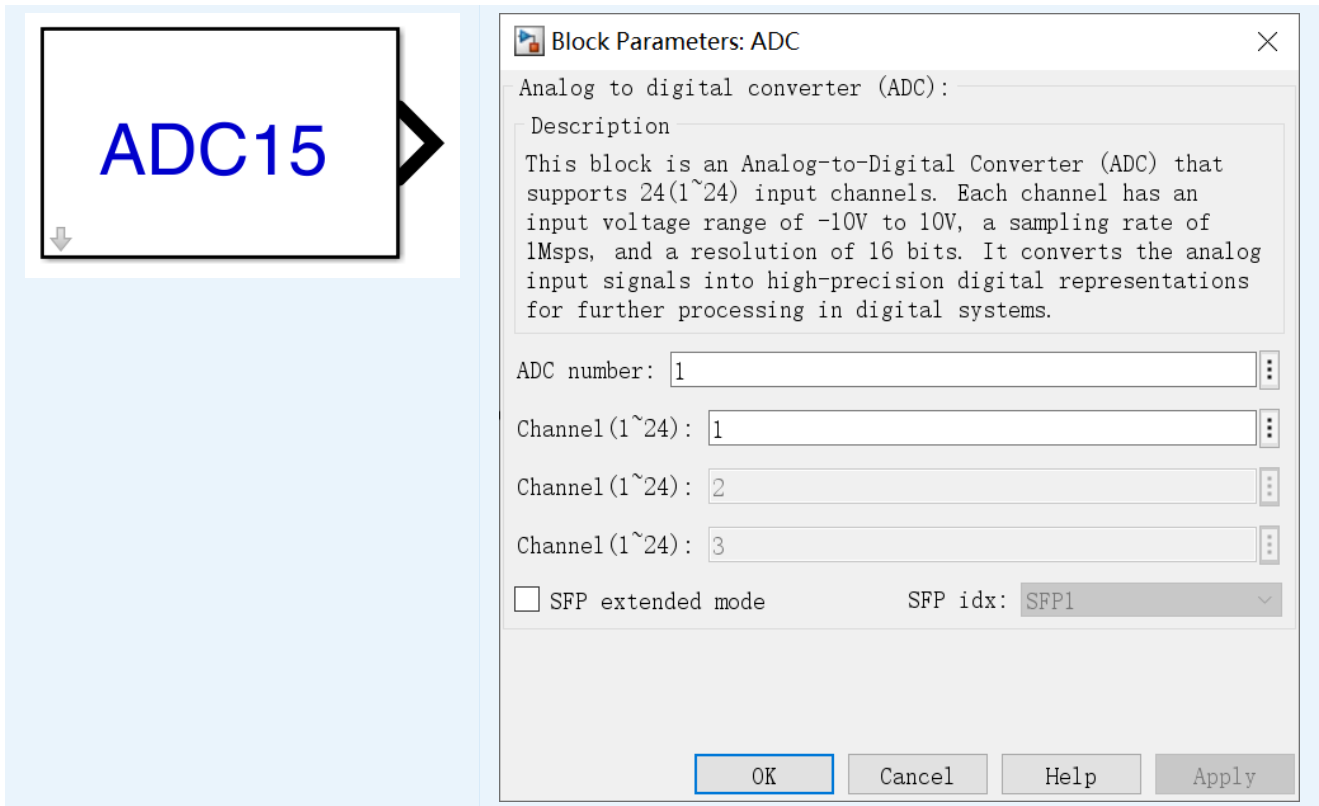 ADC15
Block Parameters: ADC
Analog to digital converter (ADC):
Description
This block is an Analog-to-Digital Converter (ADC) that
supports 24(1~24) input channels. Each channel has an
input voltage range of -10V to 10V, a sampling rate of
1Msps, and a resolution of 16 bits. It converts the analog
input signals into high-precision digital representations
for further processing in digital systems.
ADC number: 1
Channel(1~24): 1
Channel(1~24): 2
Channel(1~24): 3
SFP extended mode SFP idx: SFP1
OK Cancel Help Apply